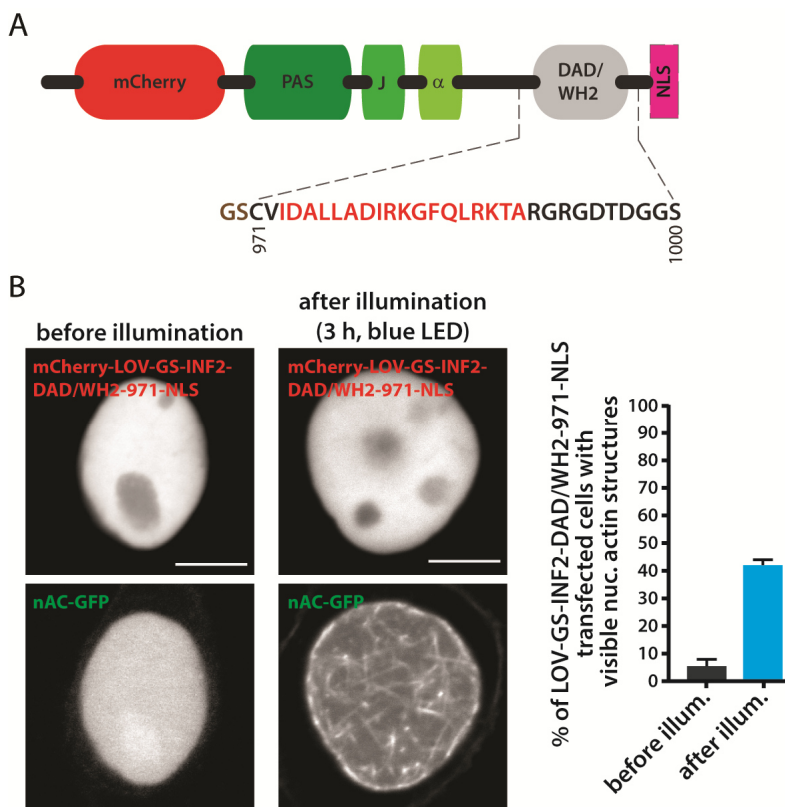 A
mCherry
PAS
J
α
DAD/
WH2
NLS
GSCVIDALLADIRKGFQLRKTARGRGDTDGGS
971
1000
B
before illumination
after illumination
(3 h, blue LED)
mCherry-LOV-GS-INF2-
DAD/WH2-971-NLS
mCherry-LOV-GS-INF2-
DAD/WH2-971-NLS
nAC-GFP
nAC-GFP
% of LOV-GS-INF2-DAD/WH2-971-NLS
transfected cells with
visible nuc. actin structures
100
90
80
70
60
50
40
30
20
10
0
before illum.
after illum.